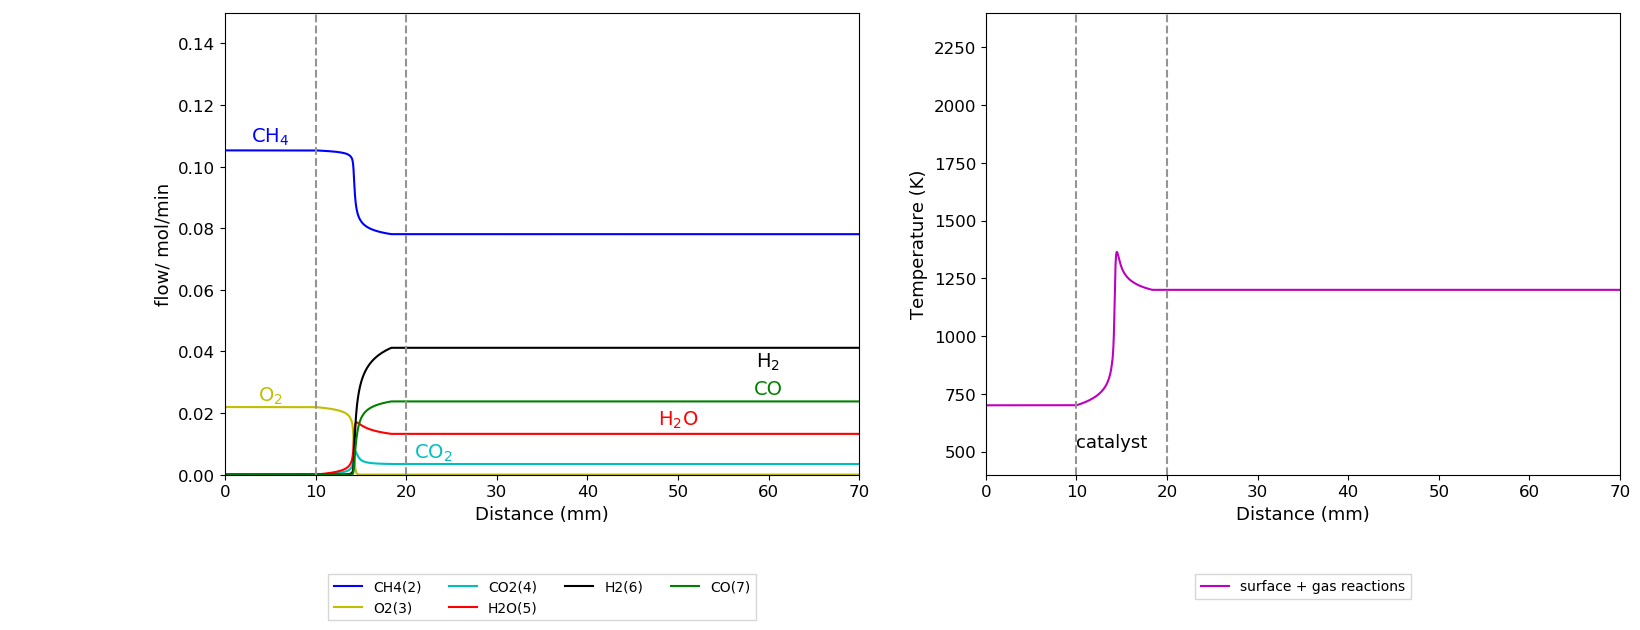 0.14
0.12
0.10
0.08
0.06
0.04
0.02
0.00
flow/ mol/min
CH₄
O₂
H₂
CO
H₂O
CO₂
0 10 20 30 40 50 60 70
Distance (mm)
CH4(2) CO2(4) H2(6) CO(7)
O2(3) H2O(5)
2250
2000
1750
1500
1250
1000
750
500
Temperature (K)
catalyst
0 10 20 30 40 50 60 70
Distance (mm)
surface + gas reactions